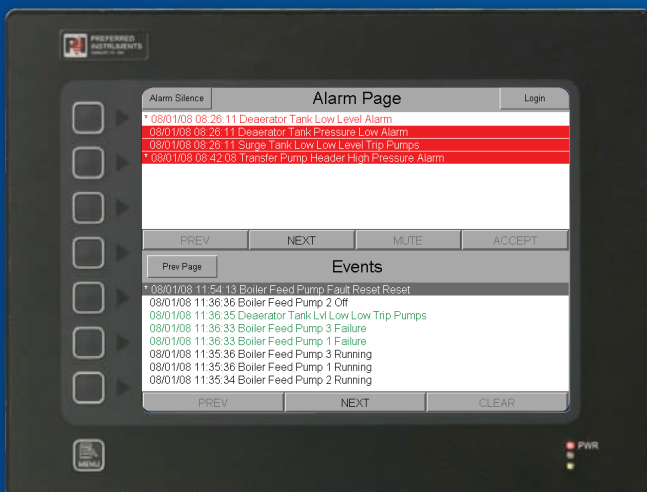 PREFERRED
INSTRUMENTS
Alarm Silence
Alarm Page
Login
* 08/01/08 08:26:11 Deaerator Tank Low Level Alarm
08/01/08 08:26:11 Deaerator Tank Pressure Low Alarm
08/01/08 08:26:11 Surge Tank Low Low Level Trip Pumps
* 08/01/08 08:42:08 Transfer Pump Header High Pressure Alarm
PREV NEXT MUTE ACCEPT
Prev Page
Events
* 08/01/08 11:54:13 Boiler Feed Pump Fault Reset Reset
08/01/08 11:36:36 Boiler Feed Pump 2 Off
08/01/08 11:36:35 Deaerator Tank Lvl Low Low Trip Pumps
08/01/08 11:36:33 Boiler Feed Pump 3 Failure
08/01/08 11:36:33 Boiler Feed Pump 1 Failure
08/01/08 11:35:36 Boiler Feed Pump 3 Running
08/01/08 11:35:36 Boiler Feed Pump 1 Running
08/01/08 11:35:34 Boiler Feed Pump 2 Running
PREV NEXT CLEAR
MENU
PWR